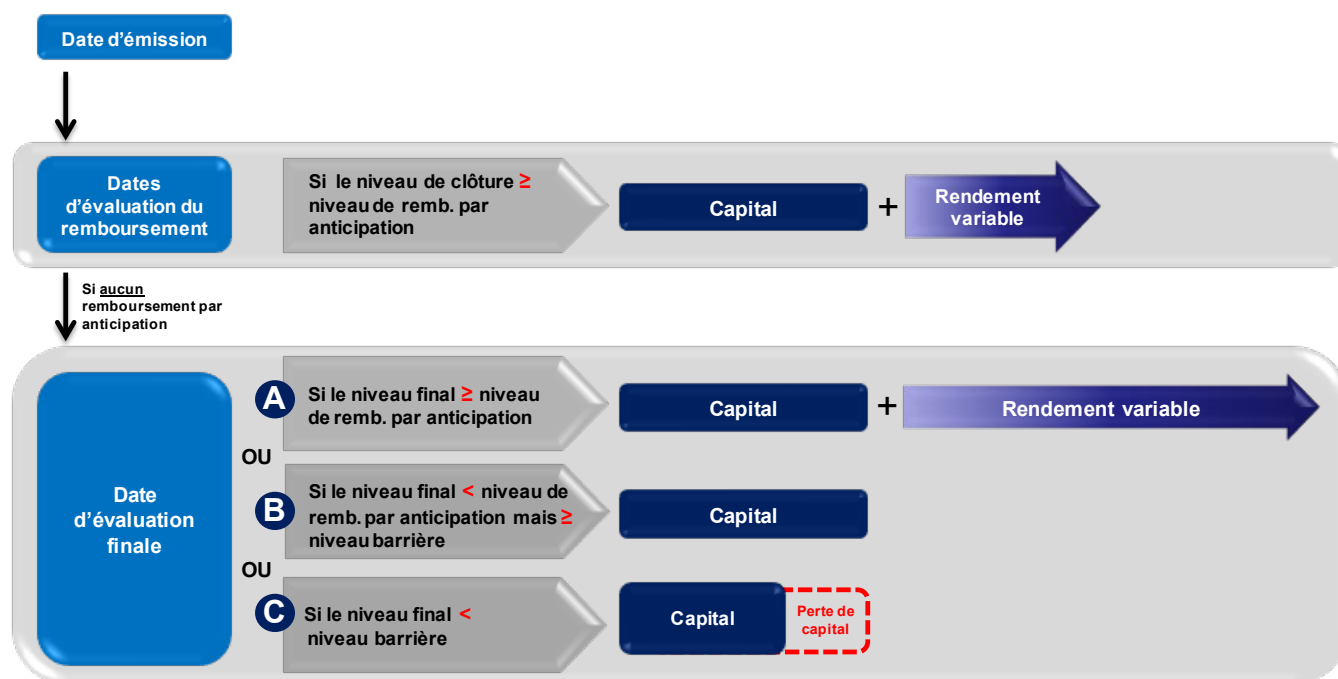 Date d'émission
Dates
d'évaluation du
remboursement
Si le niveau de clôture ≥
niveau de remb. par
anticipation
Capital
+
Rendement
variable
Si aucun
remboursement par
anticipation
Date
d'évaluation
finale
A
Si le niveau final ≥ niveau
de remb. par anticipation
Capital
+
Rendement variable
OU
B
Si le niveau final < niveau de
remb. par anticipation mais ≥
niveau barrière
Capital
OU
C
Si le niveau final <
niveau barrière
Capital
Perte de
capital